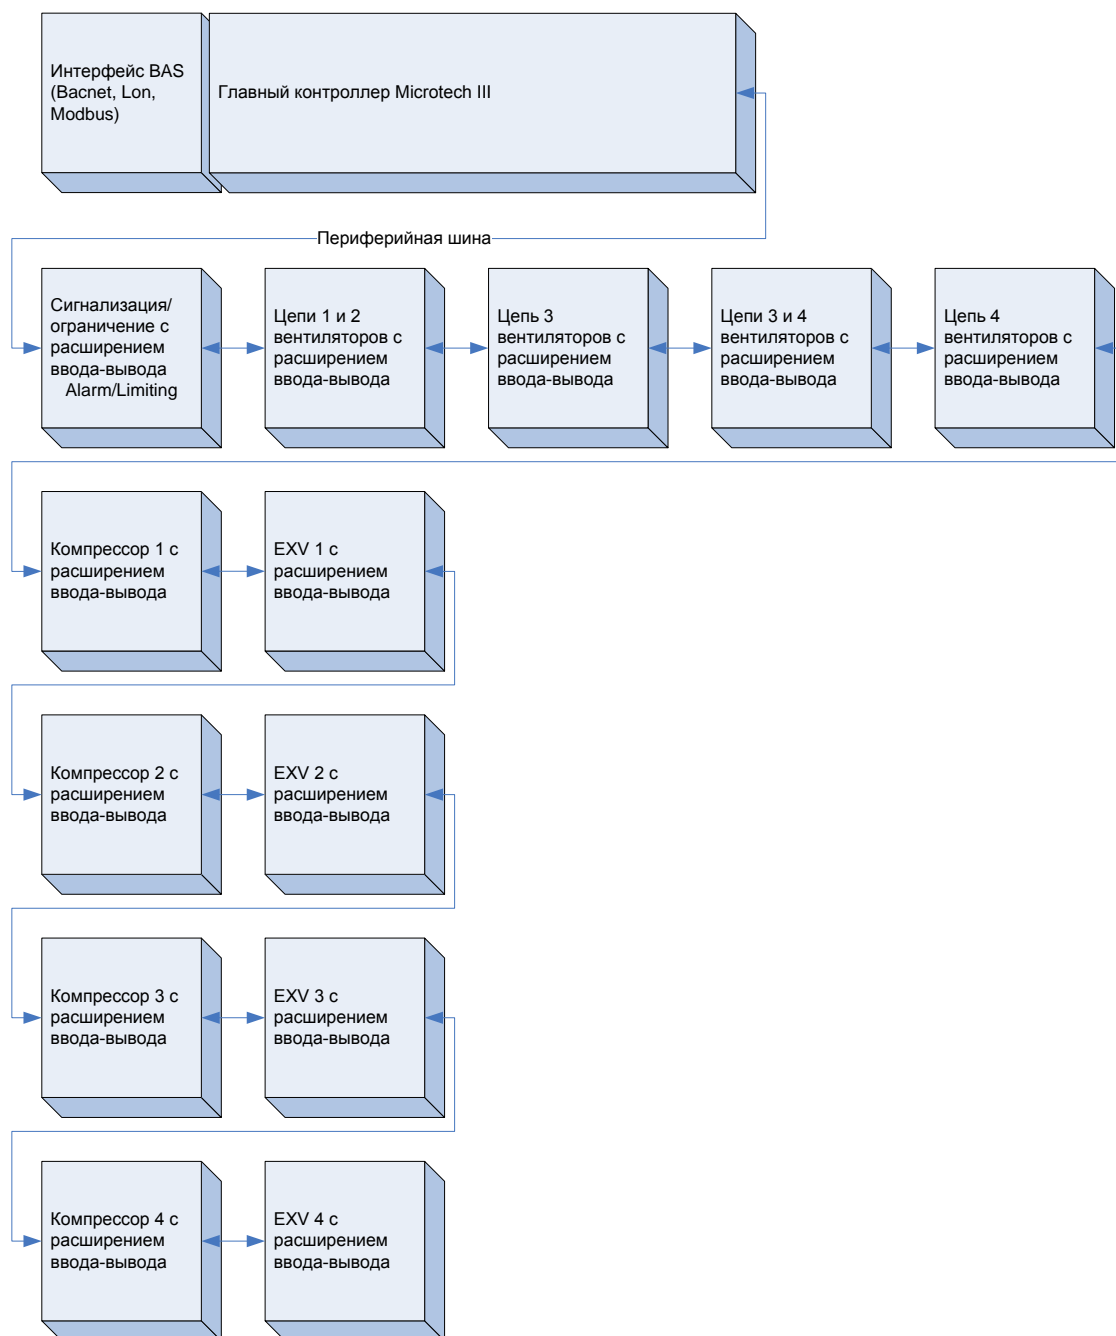 Интерфейс BAS
(Bacnet, Lon,
Modbus)
Главный контроллер Microtech III
Периферийная шина
Сигнализация/
ограничение с
расширением
ввода-вывода
Alarm/Limiting
Цепи 1 и 2
вентиляторов с
расширением
ввода-вывода
Цепь 3
вентиляторов с
расширением
ввода-вывода
Цепи 3 и 4
вентиляторов с
расширением
ввода-вывода
Цепь 4
вентиляторов с
расширением
ввода-вывода
Компрессор 1 с
расширением
ввода-вывода
EXV 1 с
расширением
ввода-вывода
Компрессор 2 с
расширением
ввода-вывода
EXV 2 с
расширением
ввода-вывода
Компрессор 3 с
расширением
ввода-вывода
EXV 3 с
расширением
ввода-вывода
Компрессор 4 с
расширением
ввода-вывода
EXV 4 с
расширением
ввода-вывода